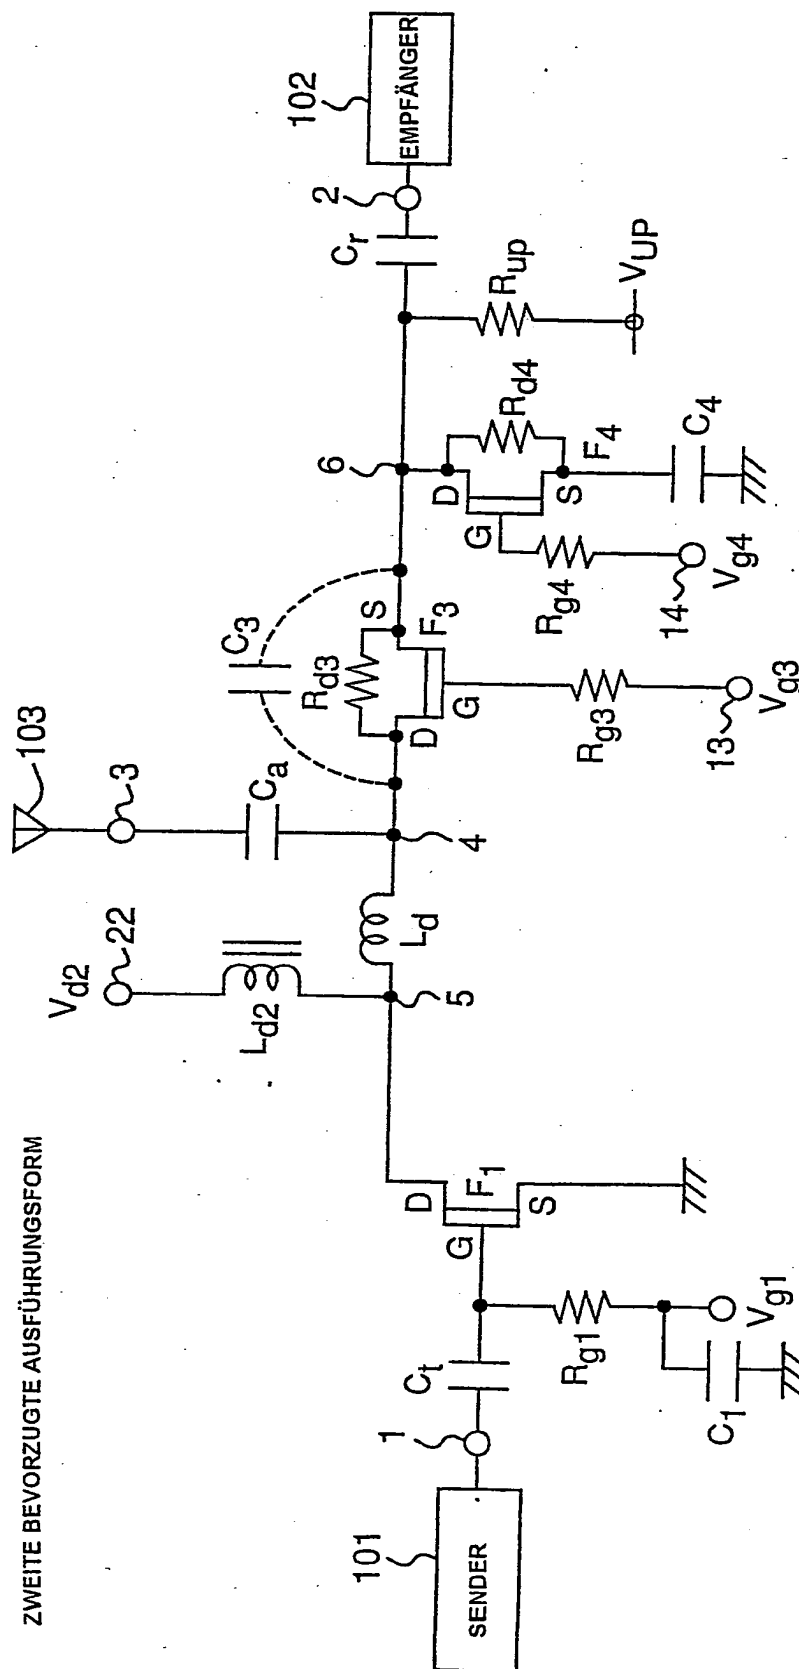 ZWEITE BEVORZUGTE AUSFÜHRUNGSFORM
101
SENDER
1
Ct
Rg1
C1
Vg1
G
D
F1
S
Vd2
22
Ld2
5
Ld
103
3
Ca
4
C3
Rd3
D
S
G
F3
Rg3
13
Vg3
6
D
G
S
Rd4
F4
C4
Rg4
14
Vg4
Rup
VUP
Cr
2
102
EMPFÄNGER